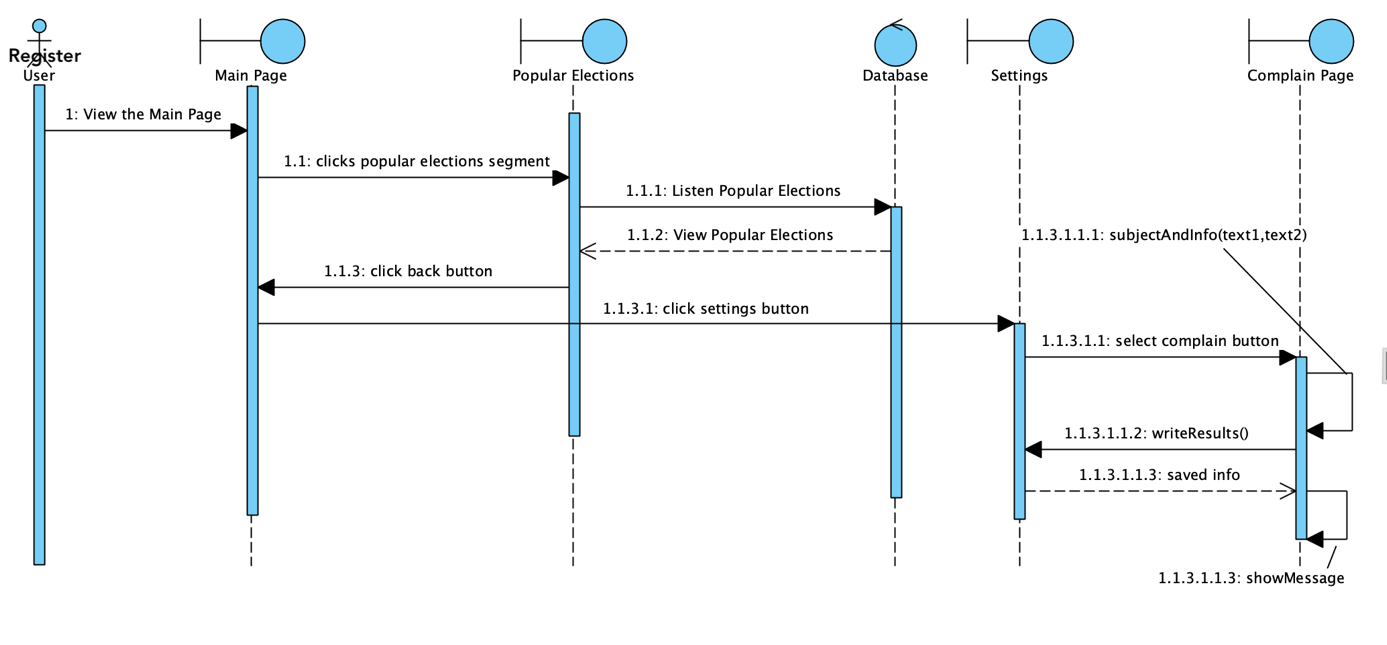 Register
User
Main Page
Popular Elections
Database
Settings
Complain Page
1: View the Main Page
1.1: clicks popular elections segment
1.1.1: Listen Popular Elections
1.1.2: View Popular Elections
1.1.3.1.1.1: subjectAndInfo(text1,text2)
1.1.3: click back button
1.1.3.1: click settings button
1.1.3.1.1: select complain button
1.1.3.1.1.2: writeResults()
1.1.3.1.1.3: saved info
1.1.3.1.1.3: showMessage